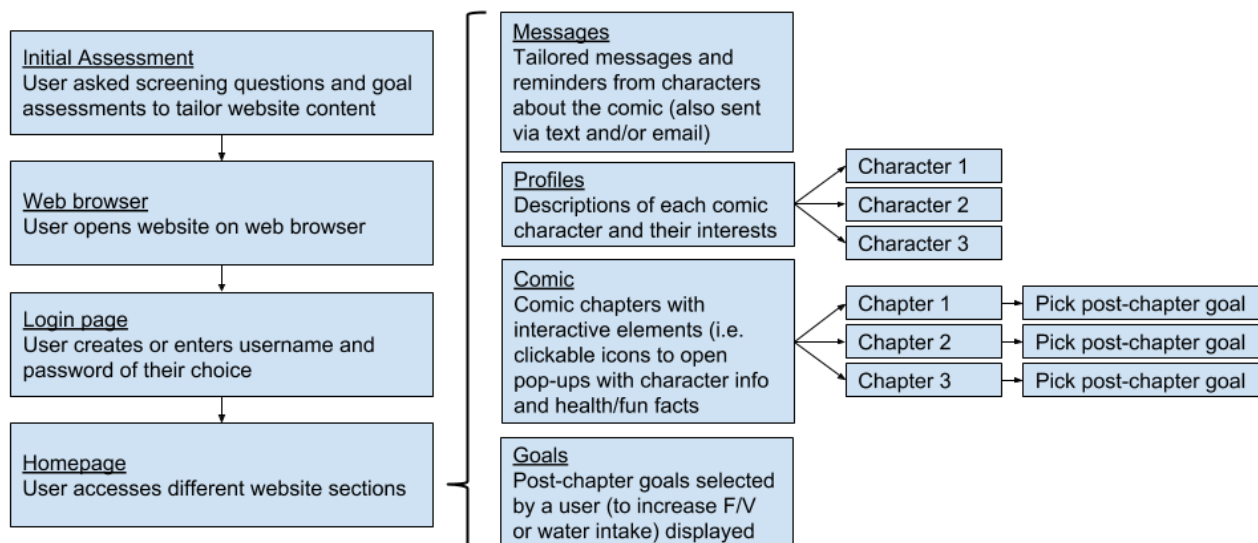 Initial Assessment
User asked screening questions and goal
assessments to tailor website content
Web browser
User opens website on web browser
Login page
User creates or enters username and
password of their choice
Homepage
User accesses different website sections
Messages
Tailored messages and
reminders from characters
about the comic (also sent
via text and/or email)
Profiles
Descriptions of each comic
character and their interests
Character 1
Character 2
Character 3
Comic
Comic chapters with
interactive elements (i.e.
clickable icons to open
pop-ups with character info
and health/fun facts
Chapter 1
Pick post-chapter goal
Chapter 2
Pick post-chapter goal
Chapter 3
Pick post-chapter goal
Goals
Post-chapter goals selected
by a user (to increase F/V
or water intake) displayed